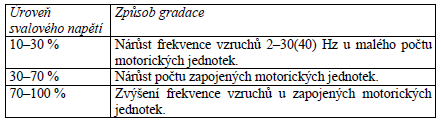 Úroveň
svalového napětí
Způsob gradace
10–30 %
Nárůst frekvence vzruchů 2–30(40) Hz u malého počtu
motorických jednotek.
30–70 %
Nárůst počtu zapojených motorických jednotek.
70–100 %
Zvýšení frekvence vzruchů u zapojených motorických
jednotek.